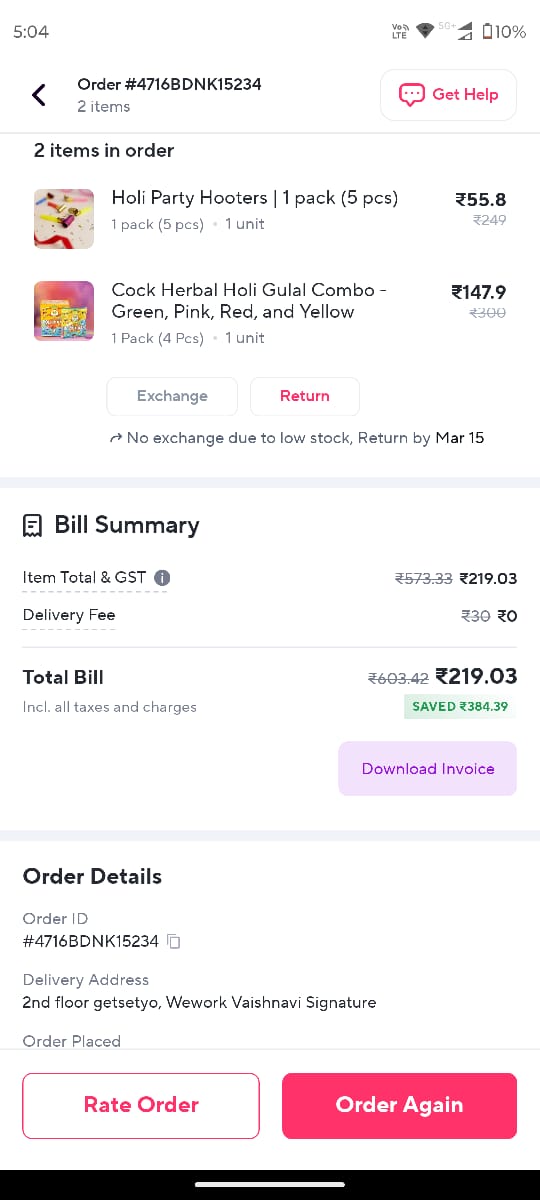 5:04
Vo
LTE
5G+
10%
Order #4716BDNK15234
2 items
Get Help
2 items in order
Holi Party Hooters | 1 pack (5 pcs)
₹55.8
1 pack (5 pcs) • 1 unit
₹249
Cock Herbal Holi Gulal Combo -
Green, Pink, Red, and Yellow
₹147.9
₹300
1 Pack (4 Pcs) • 1 unit
Exchange
Return
No exchange due to low stock, Return by Mar 15
Bill Summary
Item Total & GST
₹573.33 ₹219.03
Delivery Fee
₹30 ₹0
Total Bill
₹603.42 ₹219.03
Incl. all taxes and charges
SAVED ₹384.39
Download Invoice
Order Details
Order ID
#4716BDNK15234
Delivery Address
2nd floor getsetyo, Wework Vaishnavi Signature
Order Placed
Rate Order
Order Again